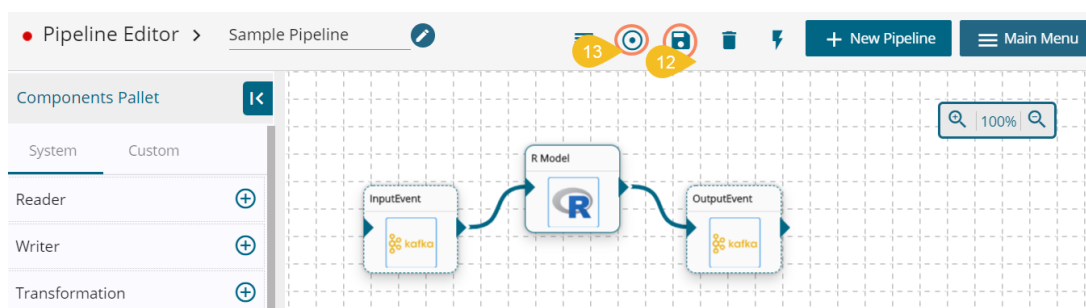 Pipeline Editor >
Sample Pipeline
13
12
+ New Pipeline
Main Menu
Components Pallet
100%
System
Custom
Reader
Writer
Transformation
InputEvent
kafka
R Model
R
OutputEvent
kafka